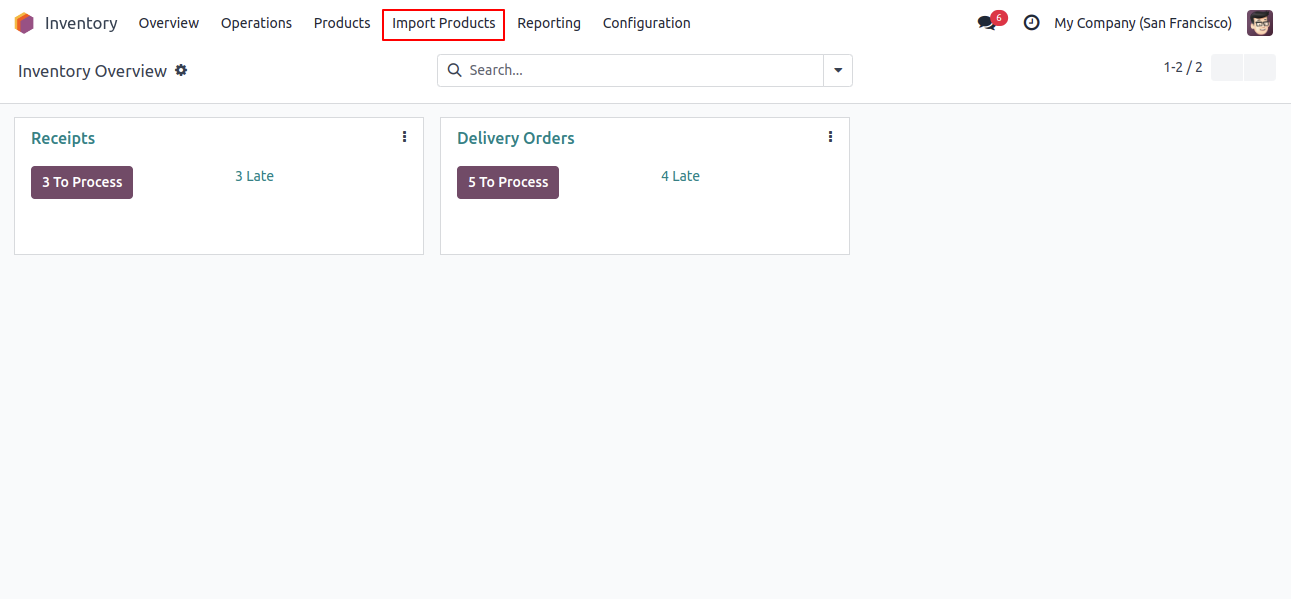 Inventory Overview Operations Products Import Products Reporting Configuration 6 My Company (San Francisco)
Inventory Overview Search... 1-2 / 2
Receipts Delivery Orders
3 To Process 3 Late 5 To Process 4 Late